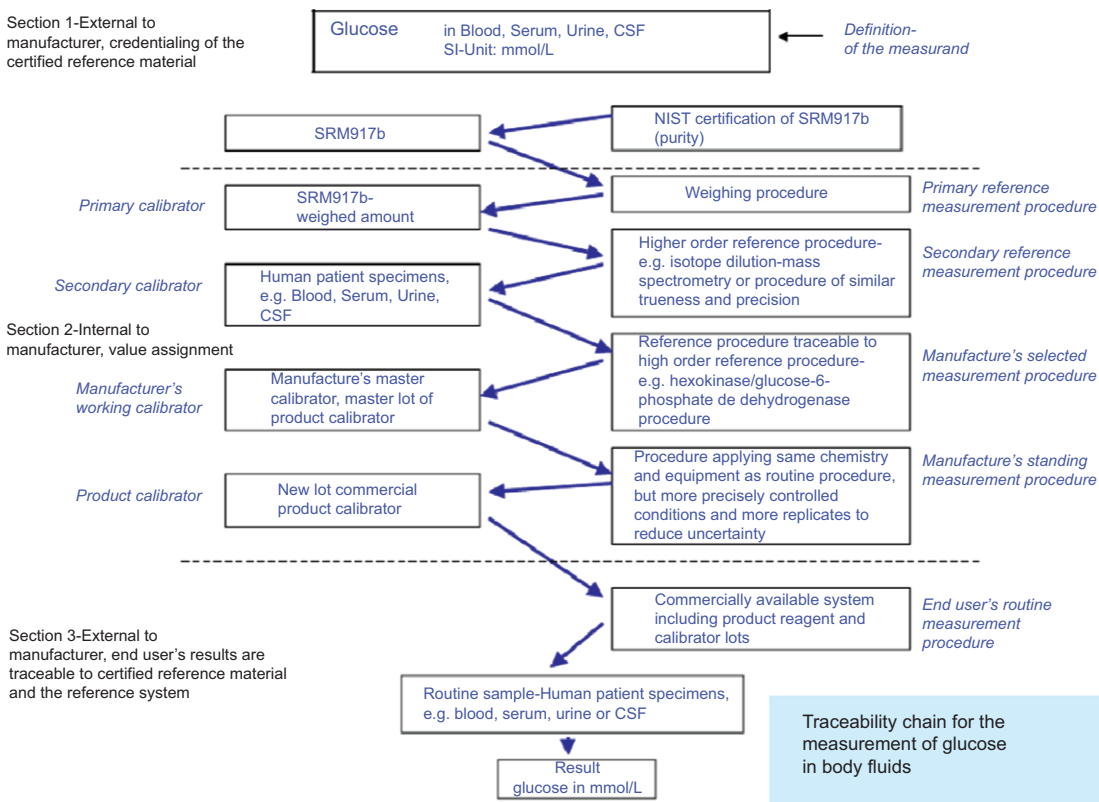 Section 1-External to
manufacturer, credentialing of the
certified reference material
Glucose in Blood, Serum, Urine, CSF
SI-Unit: mmol/L
Definition-
of the measurand
SRM917b
NIST certification of SRM917b
(purity)
Primary calibrator
SRM917b-
weighed amount
Weighing procedure
Primary reference
measurement procedure
Secondary calibrator
Human patient specimens,
e.g. Blood, Serum, Urine,
CSF
Higher order reference procedure-
e.g. isotope dilution-mass
spectrometry or procedure of similar
trueness and precision
Secondary reference
measurement procedure
Section 2-Internal to
manufacturer, value assignment
Manufacturer's
working calibrator
Manufacture's master
calibrator, master lot of
product calibrator
Reference procedure traceable to
high order reference procedure-
e.g. hexokinase/glucose-6-
phosphate de dehydrogenase
procedure
Manufacture's selected
measurement procedure
Product calibrator
New lot commercial
product calibrator
Procedure applying same chemistry
and equipment as routine procedure,
but more precisely controlled
conditions and more replicates to
reduce uncertainty
Manufacture's standing
measurement procedure
Section 3-External to
manufacturer, end user's results are
traceable to certified reference material
and the reference system
Commercially available system
including product reagent and
calibrator lots
End user's routine
measurement
procedure
Routine sample-Human patient specimens,
e.g. blood, serum, urine or CSF
Result
glucose in mmol/L
Traceability chain for the
measurement of glucose
in body fluids